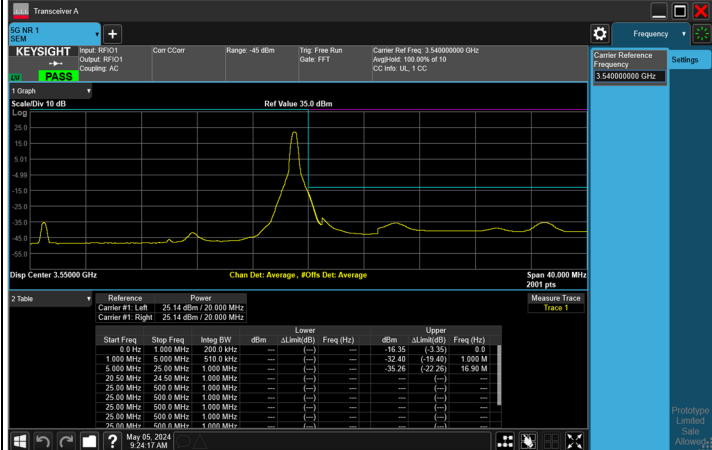 Transceiver A
5G NR 1
SEM
Frequency
KEYSIGHT
LXI
PASS
Input: RFIO1
Output: RFIO1
Coupling: AC
Corr CCorr
Range: -45 dBm
Trig: Free Run
Gate: FFT
Carrier Ref Freq: 3.540000000 GHz
Avg|Hold: 100.00% of 10
CC Info: UL, 1 CC
Carrier Reference
Frequency
3.540000000 GHz
Settings
1 Graph
Scale/Div 10 dB
Ref Value 35.0 dBm
Log
25.0
15.0
5.01
-4.99
-15.0
-25.0
-35.0
-45.0
-55.0
Disp Center 3.55000 GHz
Chan Det: Average, #Offs Det: Average
Span 40.000 MHz
2001 pts
2 Table
Reference Power
Carrier #1: Left 25.14 dBm / 20.000 MHz
Carrier #1: Right 25.14 dBm / 20.000 MHz
Measure Trace
Trace 1
Lower Upper
Start Freq Stop Freq Integ BW dBm ΔLimit(dB) Freq (Hz) dBm ΔLimit(dB) Freq (Hz)
0.0 Hz 1.000 MHz 200.0 kHz --- (---) --- -16.35 (-3.35) 0.0
1.000 MHz 5.000 MHz 510.0 kHz --- (---) --- -32.40 (-19.40) 1.000 M
5.000 MHz 25.00 MHz 1.000 MHz --- (---) --- -35.26 (-22.26) 16.90 M
20.50 MHz 24.50 MHz 1.000 MHz --- (---) --- --- (---) ---
25.00 MHz 500.0 MHz 1.000 MHz --- (---) --- --- (---) ---
25.00 MHz 500.0 MHz 1.000 MHz --- (---) --- --- (---) ---
25.00 MHz 500.0 MHz 1.000 MHz --- (---) --- --- (---) ---
25.00 MHz 500.0 MHz 1.000 MHz --- (---) --- --- (---) ---
25.00 MHz 500.0 MHz 1.000 MHz --- (---) --- --- (---) ---
May 05, 2024
9:24:17 AM
Prototype
Limited
Sale
Allowed